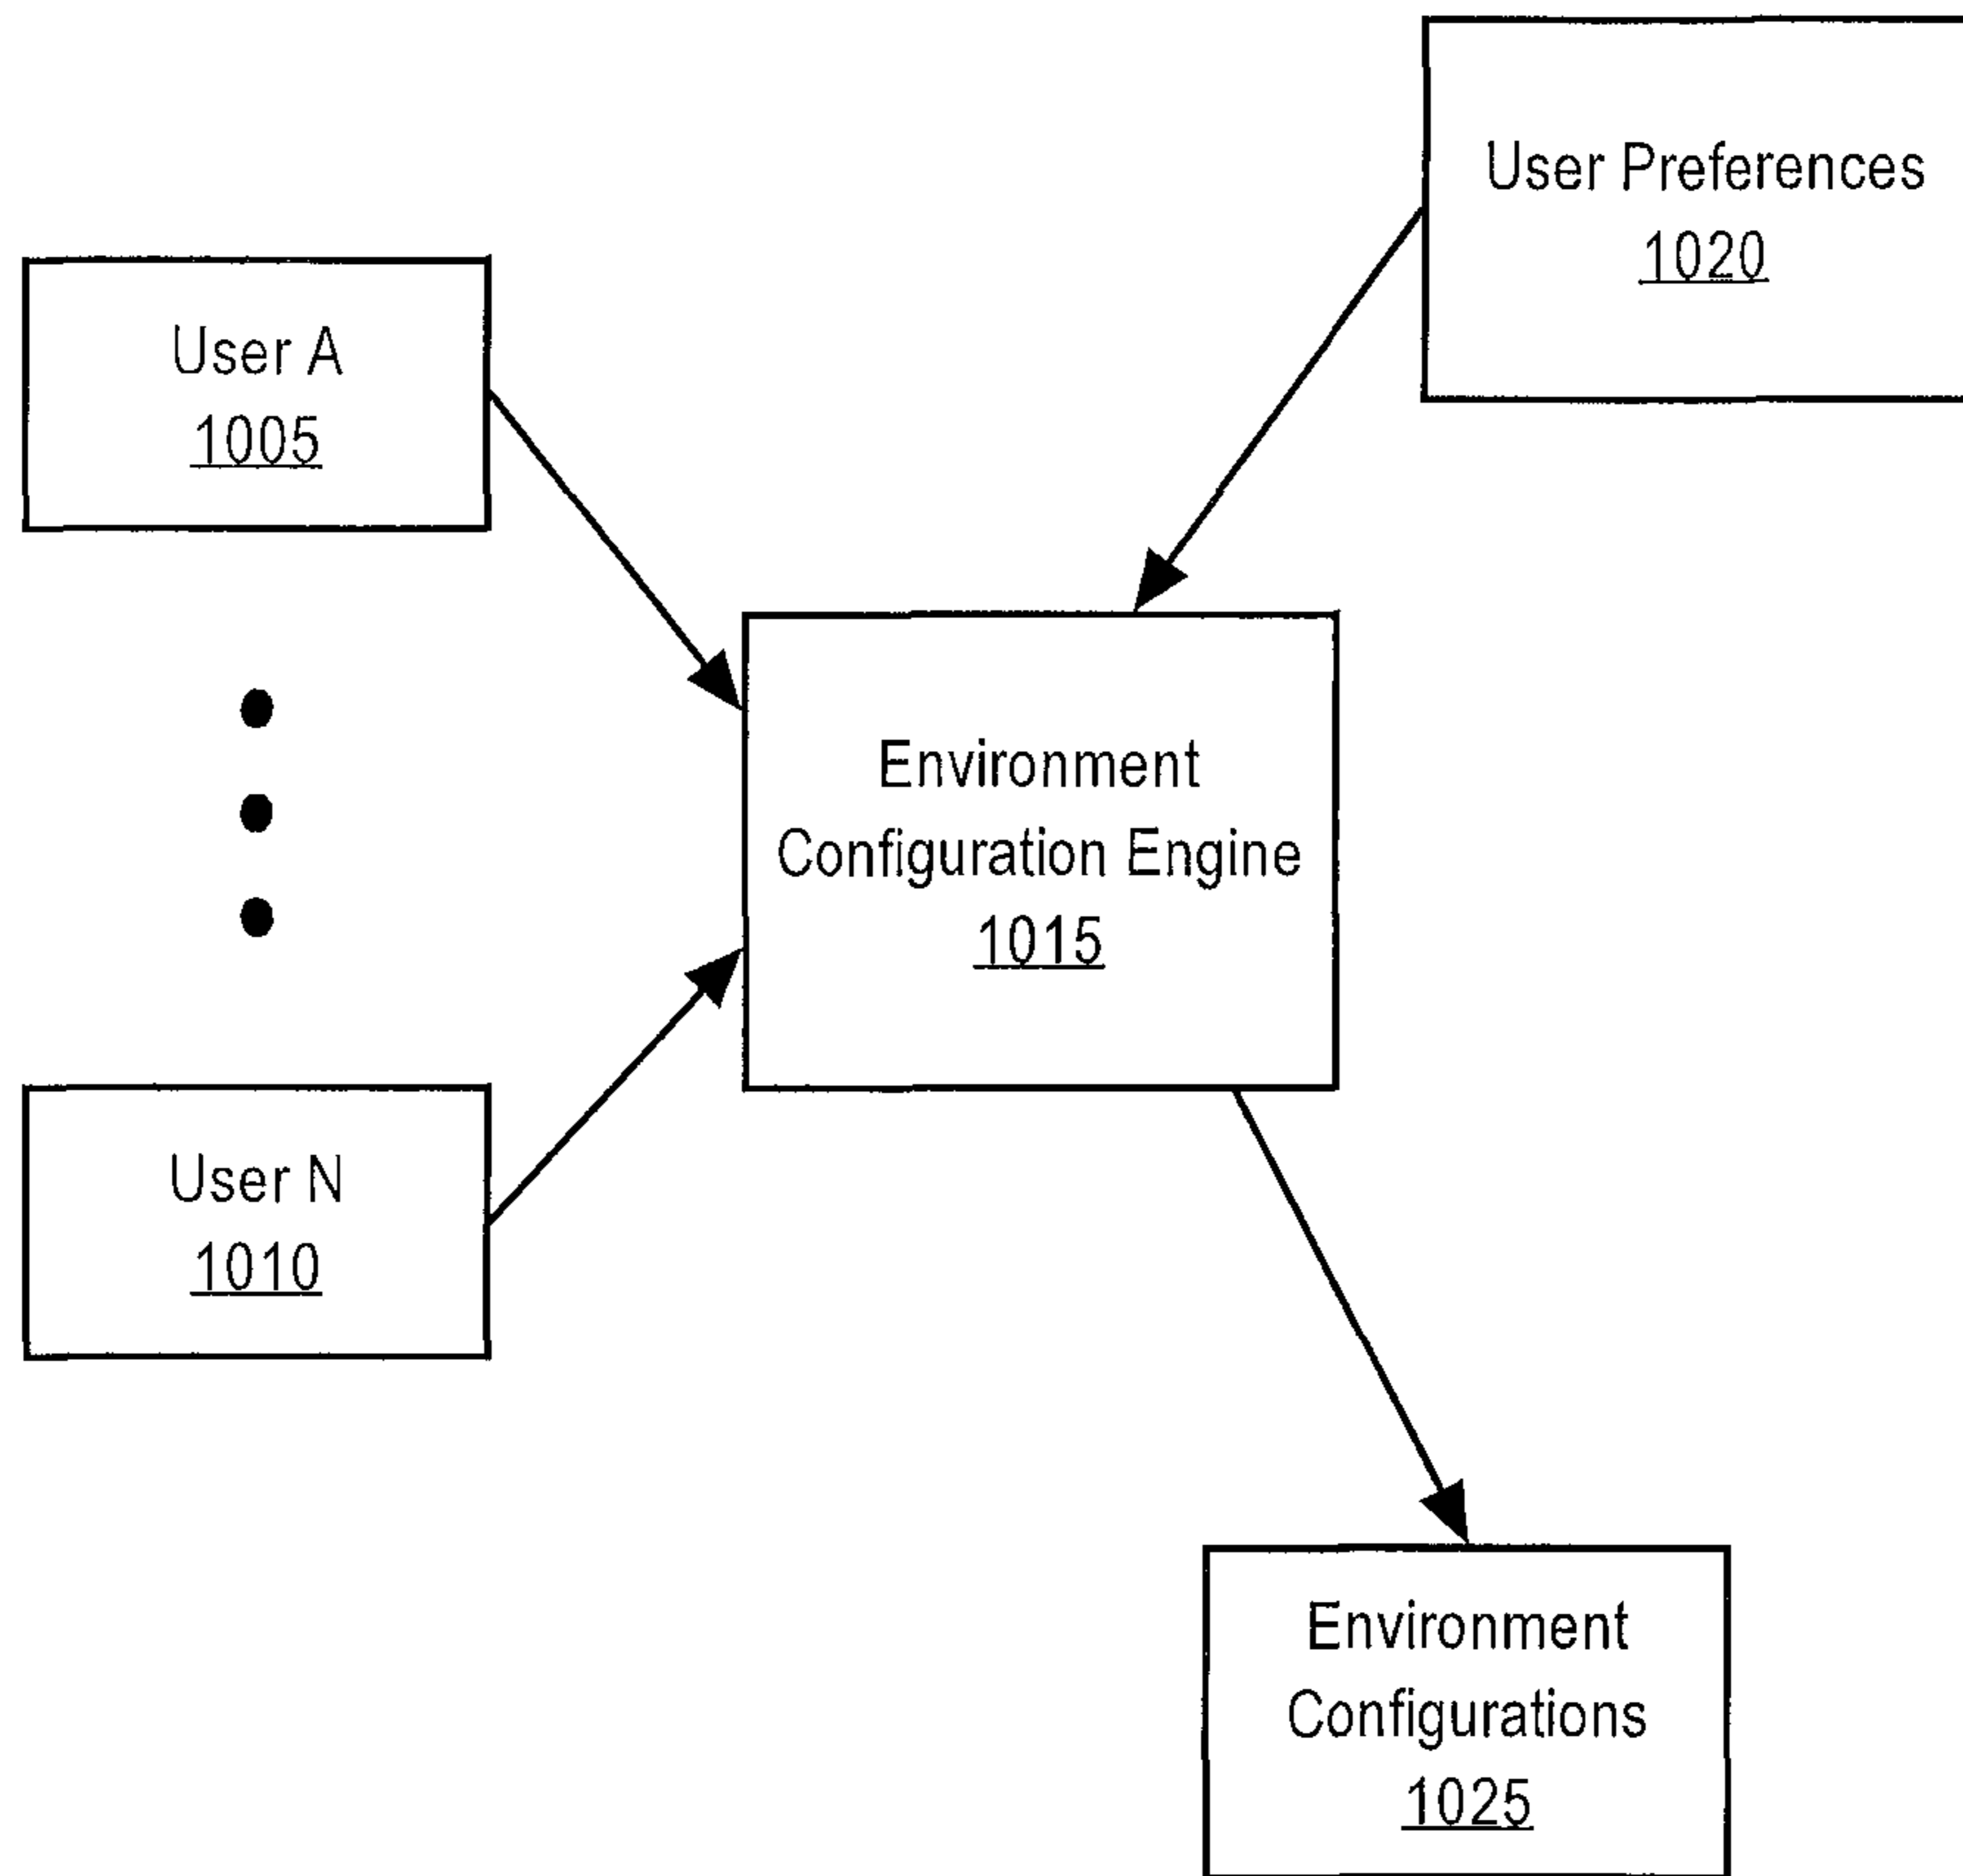 User Preferences
1020
User A
1005
Environment
Configuration Engine
1015
User N
1010
Environment
Configurations
1025